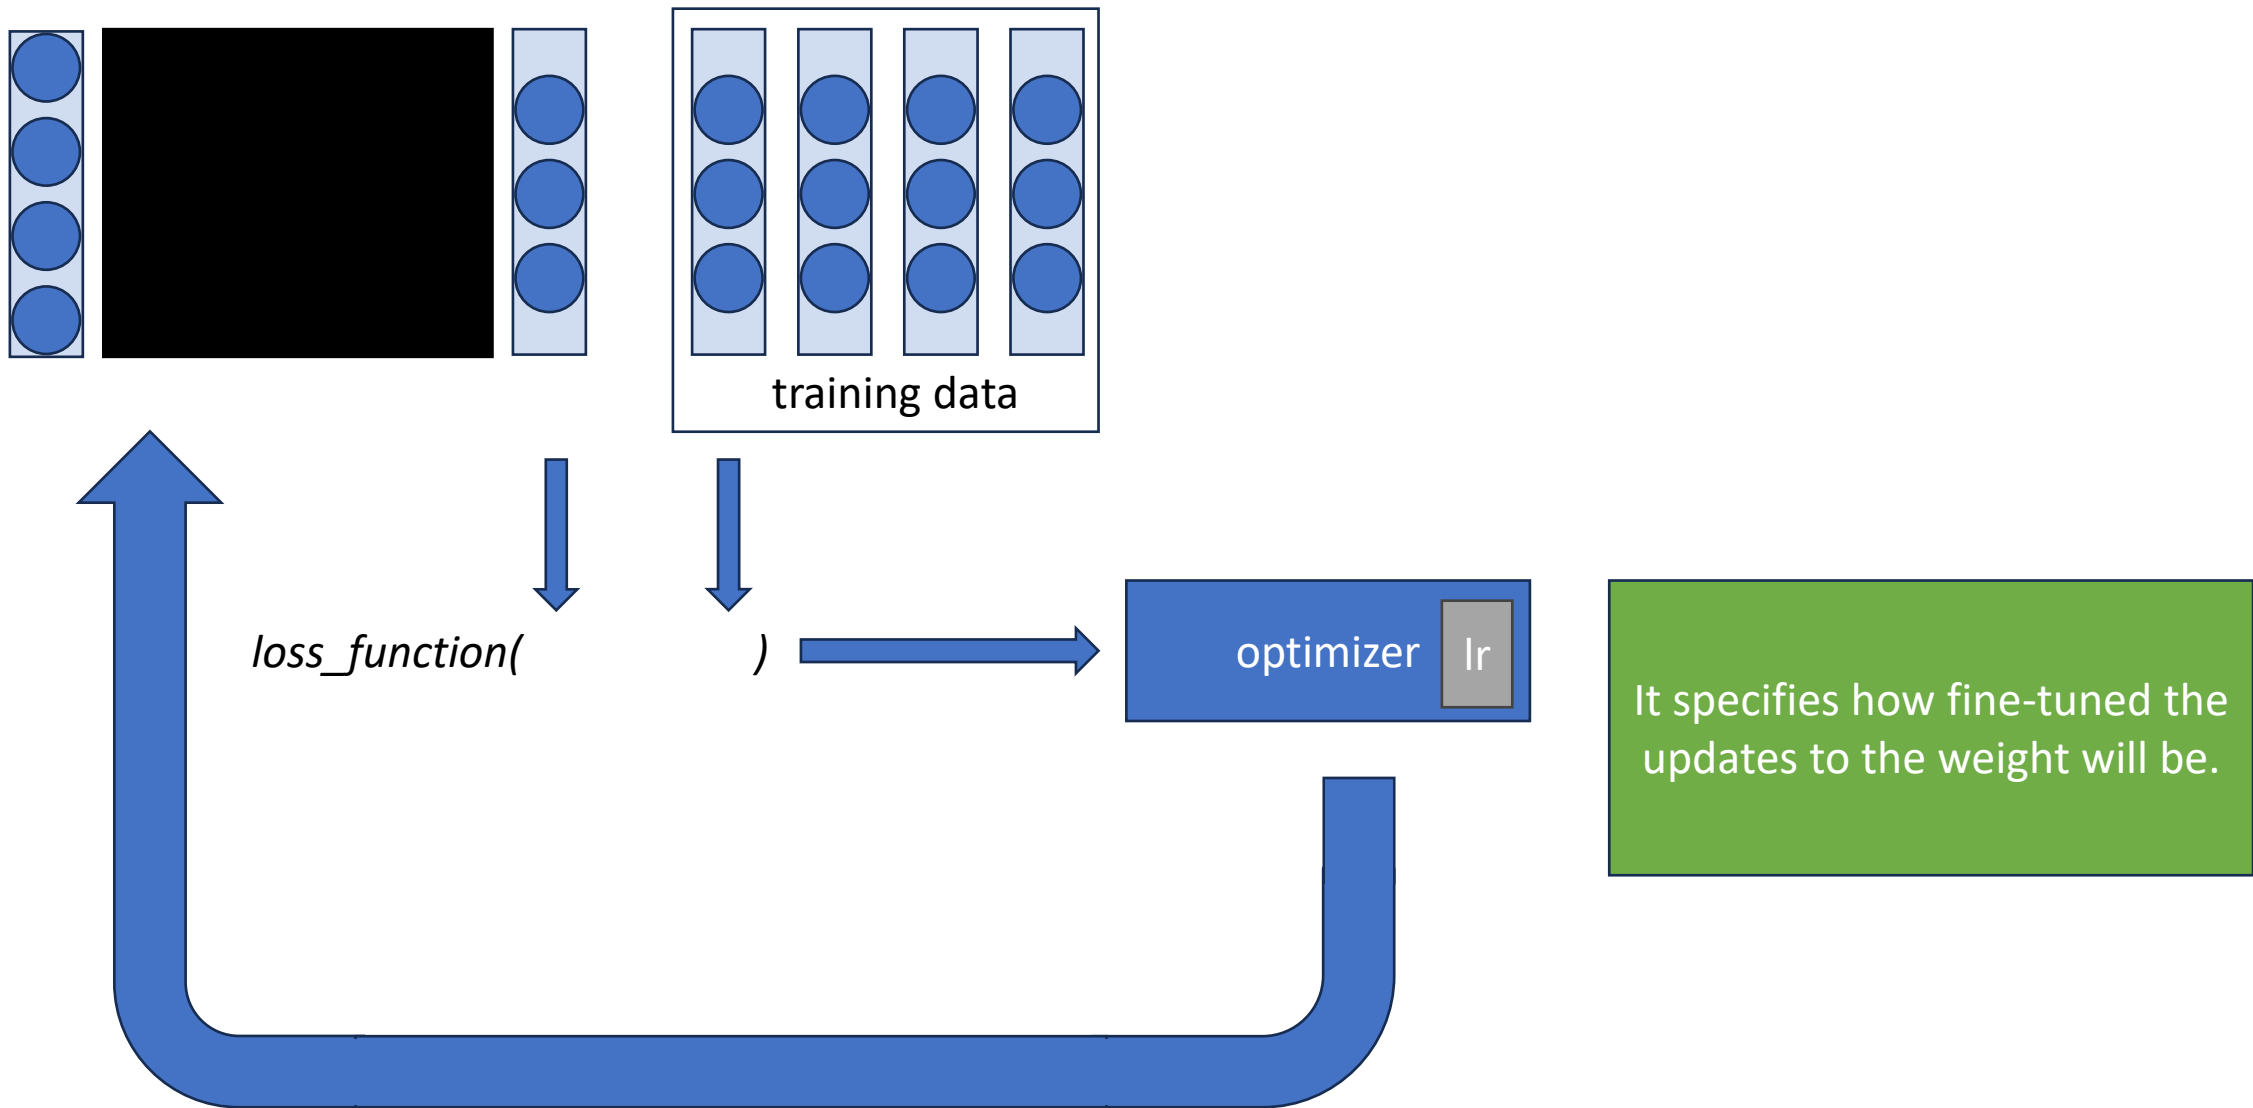 training data
loss_function( )
optimizer
lr
It specifies how fine-tuned the
updates to the weight will be.